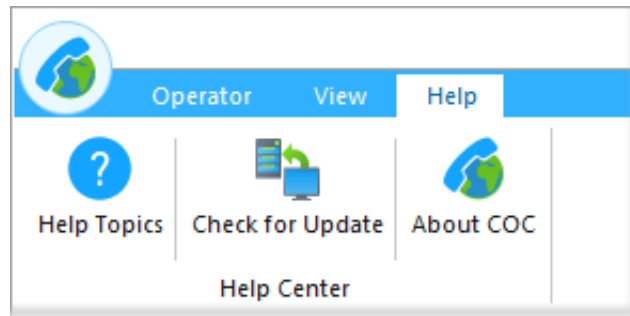 Operator View Help
?
Help Topics Check for Update About COC
Help Center